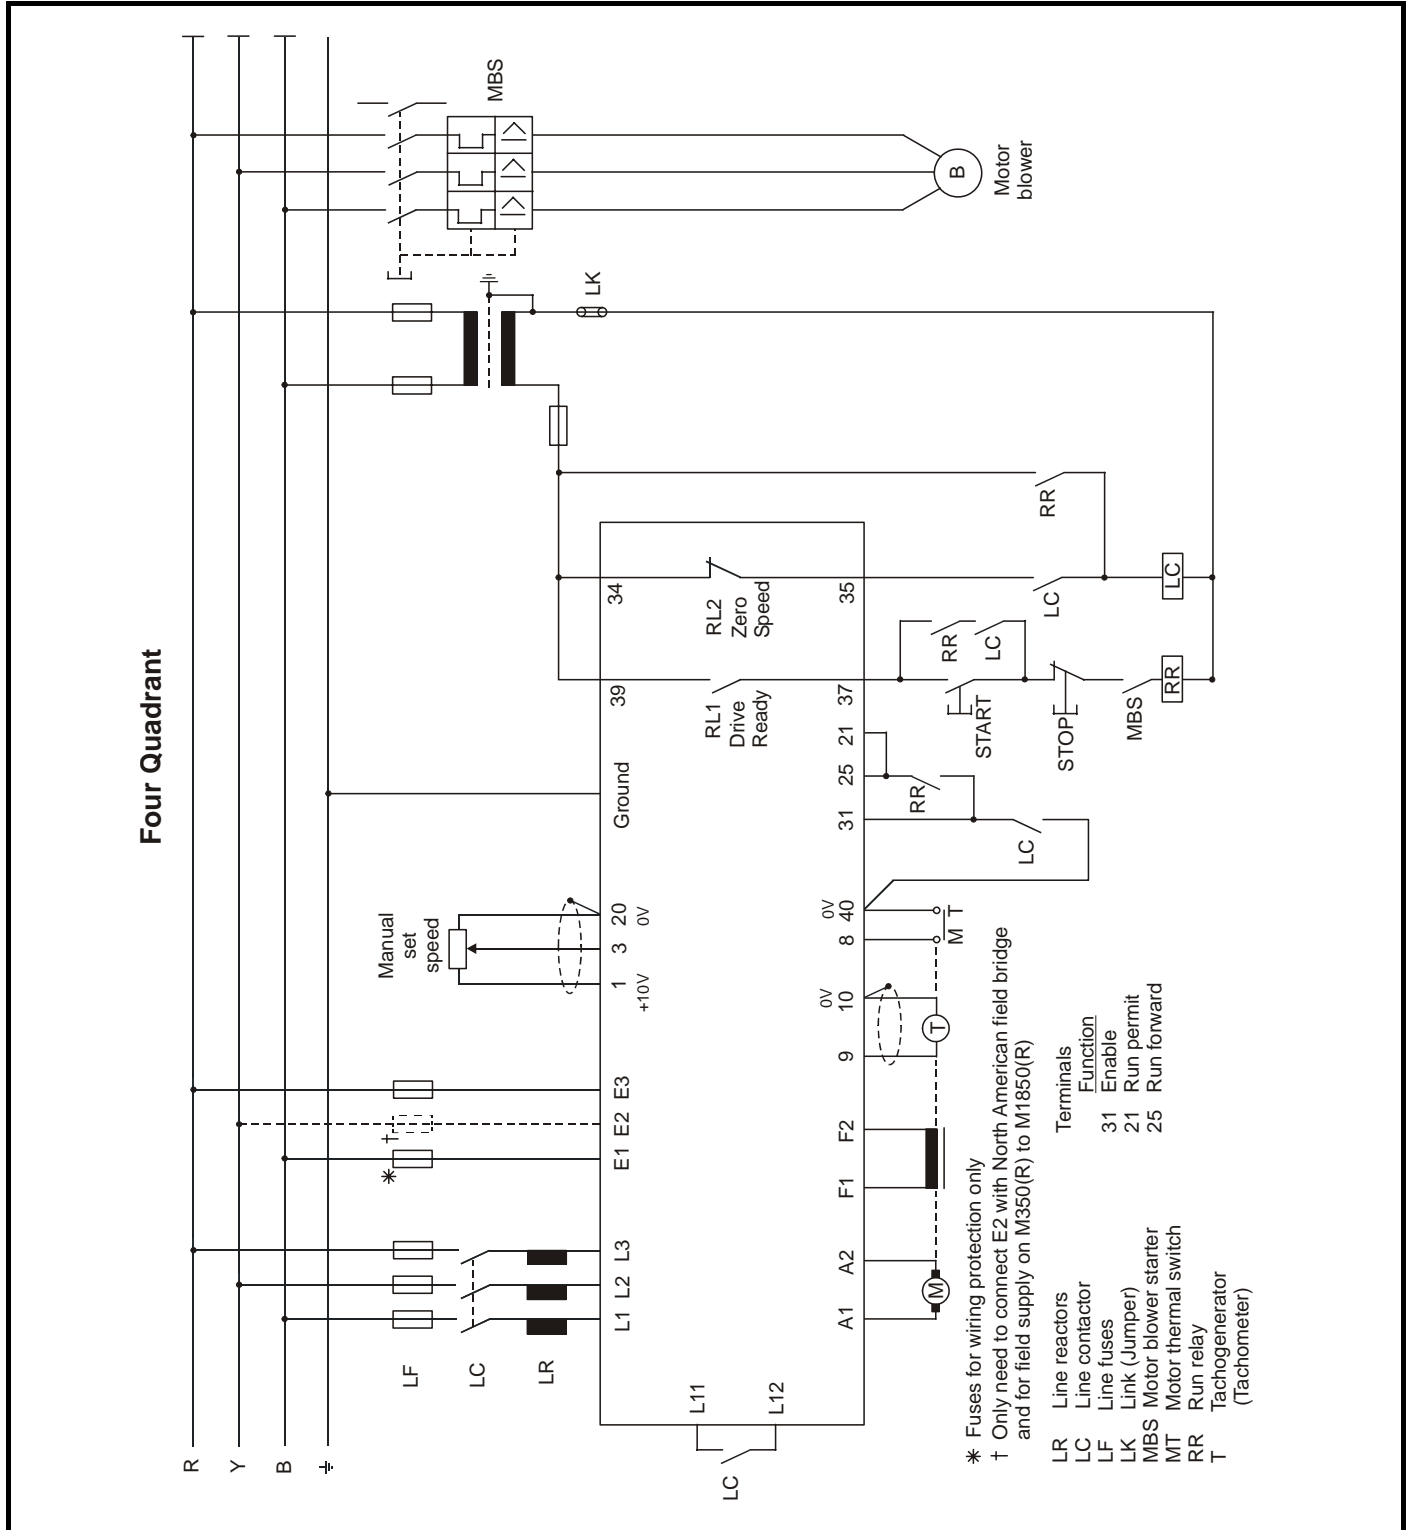 Four Quadrant
R
Y
B
MBS
B
Motor
blower
LK
RR
34
RL2
Zero
Speed
35
LC
LC
39
RL1
Drive
Ready
37
RR
LC
START
STOP
MBS
RR
21
25
31
RR
LC
Ground
Manual
set
speed
20
0V
3
1
+10V
0V
40
8
M T
0V
10
9
T
E3
E2
E1
†
*
F2
F1
L3
L2
L1
A2
A1
M
LF
LC
LR
L11
L12
LC
* Fuses for wiring protection only
† Only need to connect E2 with North American field bridge
and for field supply on M350(R) to M1850(R)
LR Line reactors
LC Line contactor
LF Line fuses
LK Link (Jumper)
MBS Motor blower starter
MT Motor thermal switch
RR Run relay
T Tachogenerator
(Tachometer)
Terminals
Function
31 Enable
21 Run permit
25 Run forward